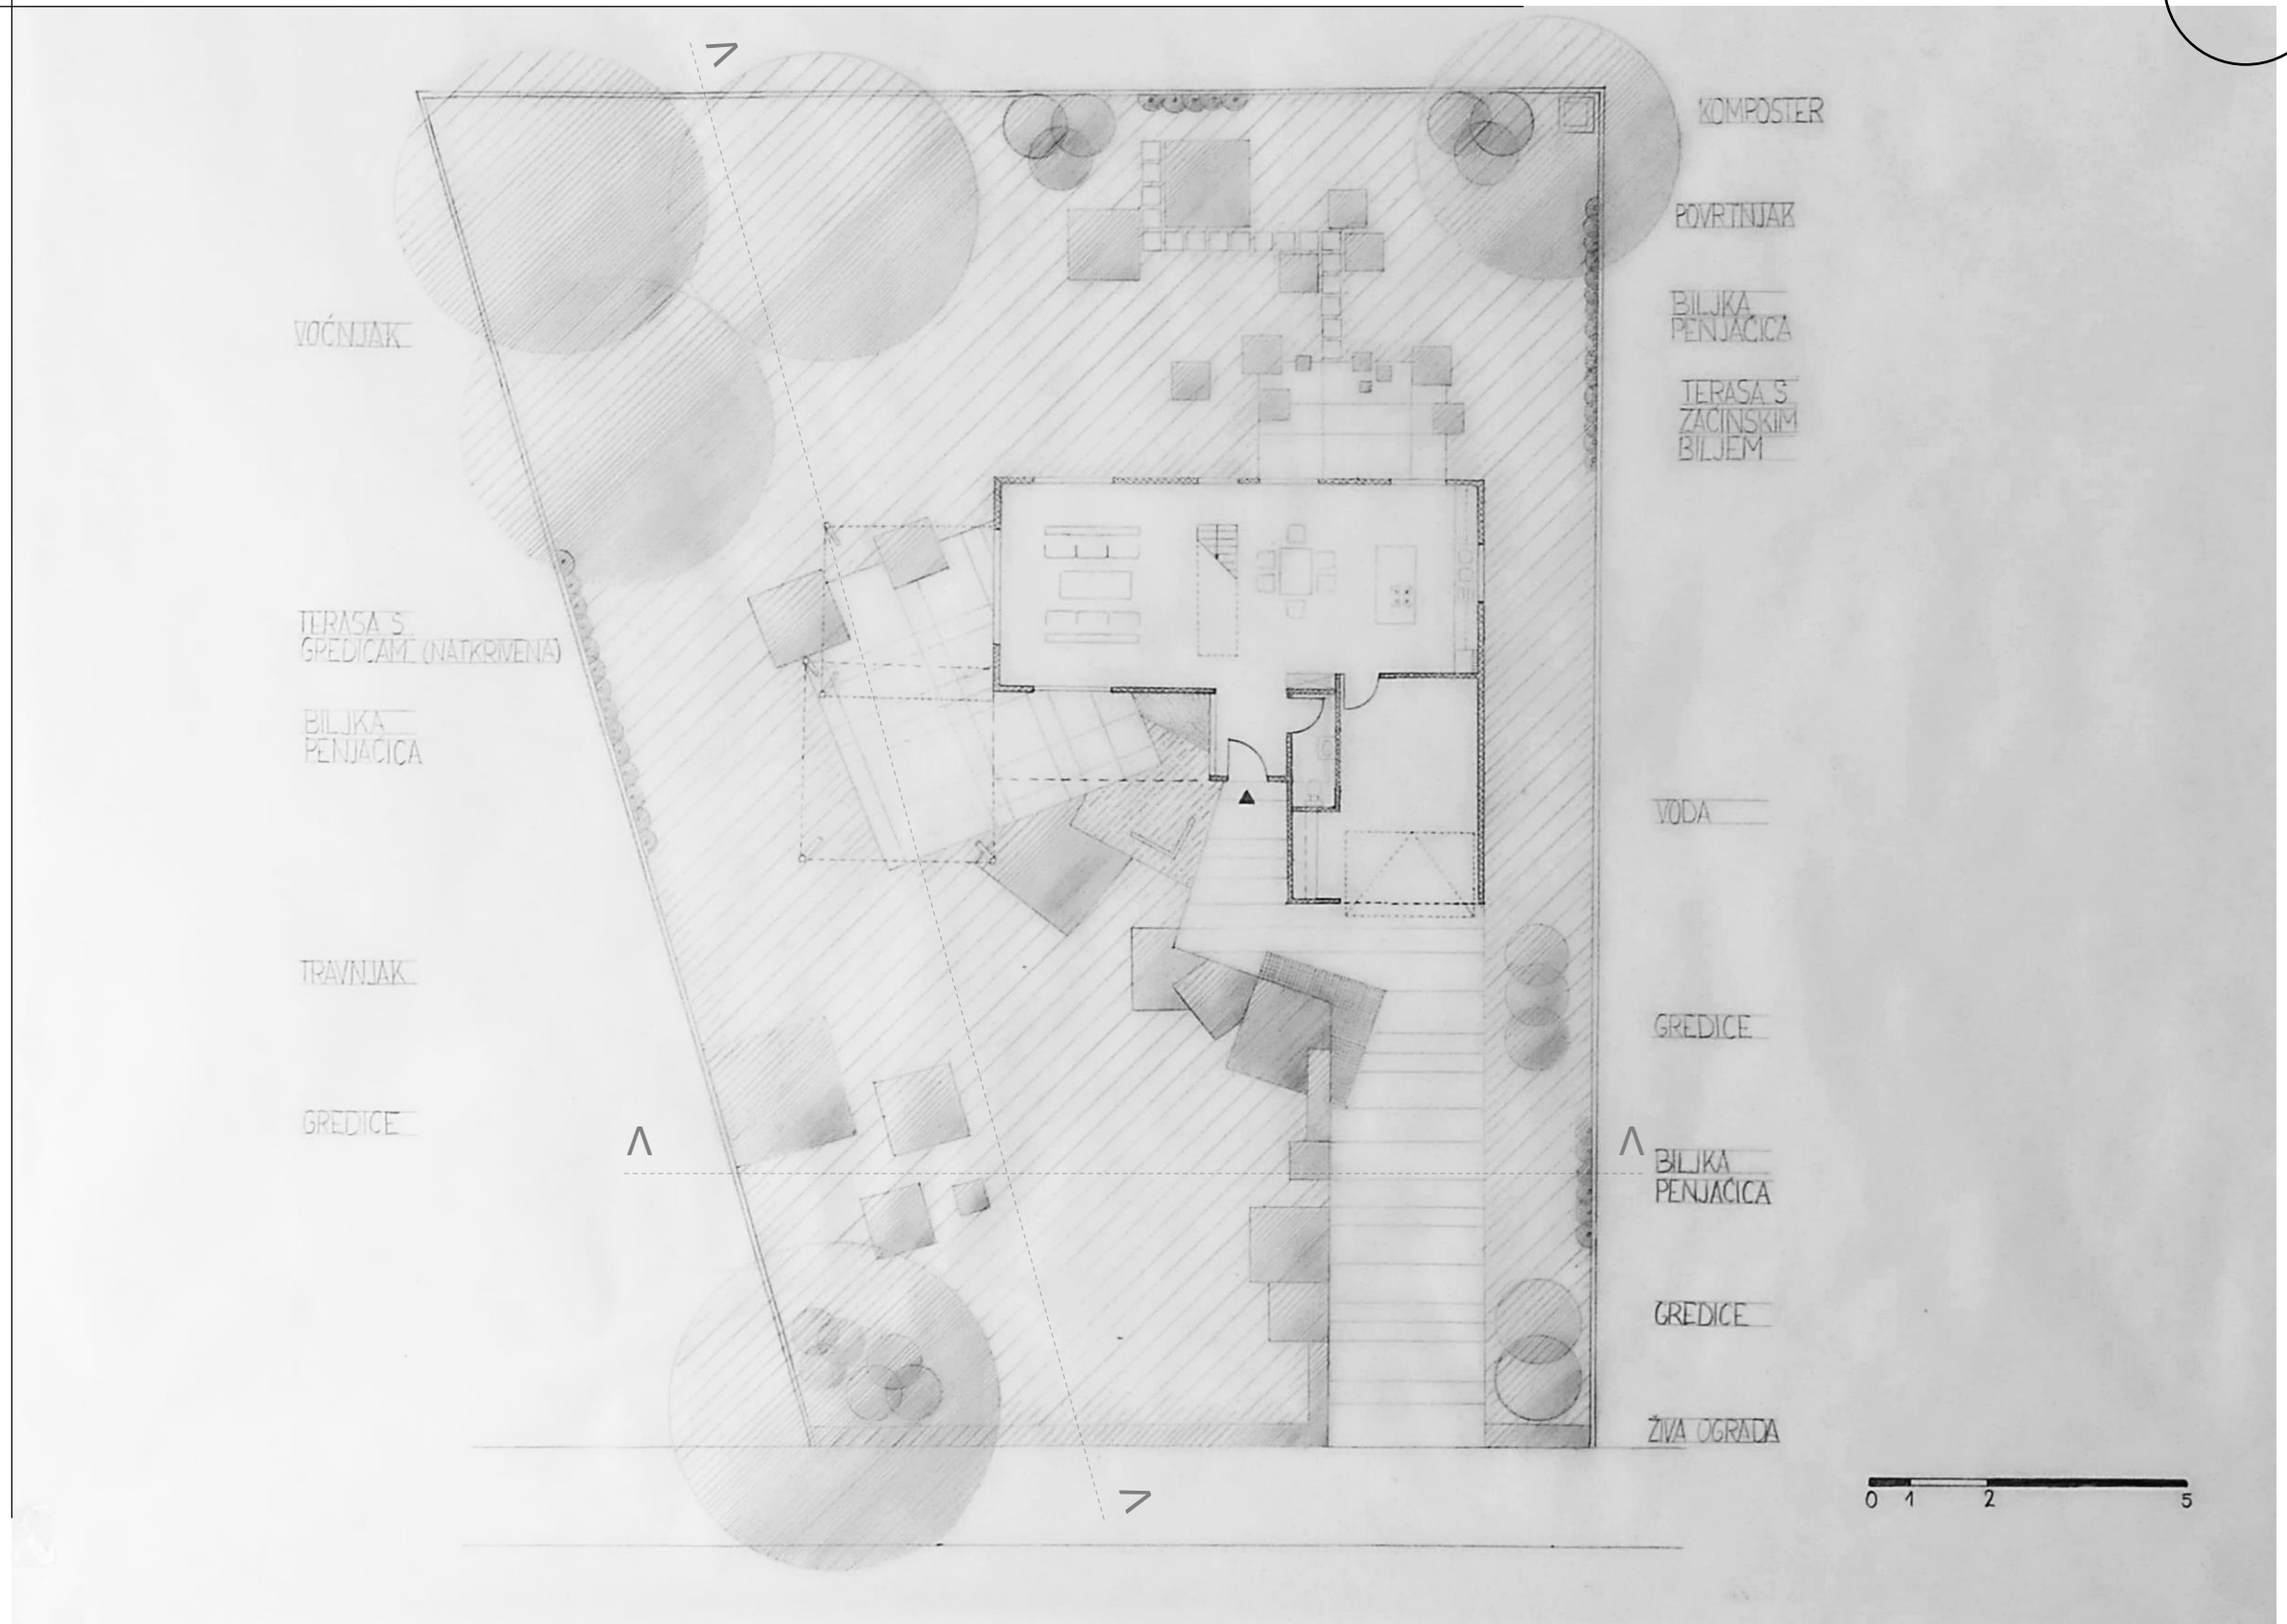 KOMPOSTER
POVRTNJAK
BILJKA
PENJAČICA
TERASA S
ZAČINSKIM
BILJEM
VOĆNJAK
TERASA S
GREDICAMA (NATKRIVENA)
BILJKA
PENJAČICA
VODA
TRAVNJAK
GREDICE
GREDICE
BILJKA
PENJAČICA
GREDICE
ŽIVA OGRADA
0 1 2 5